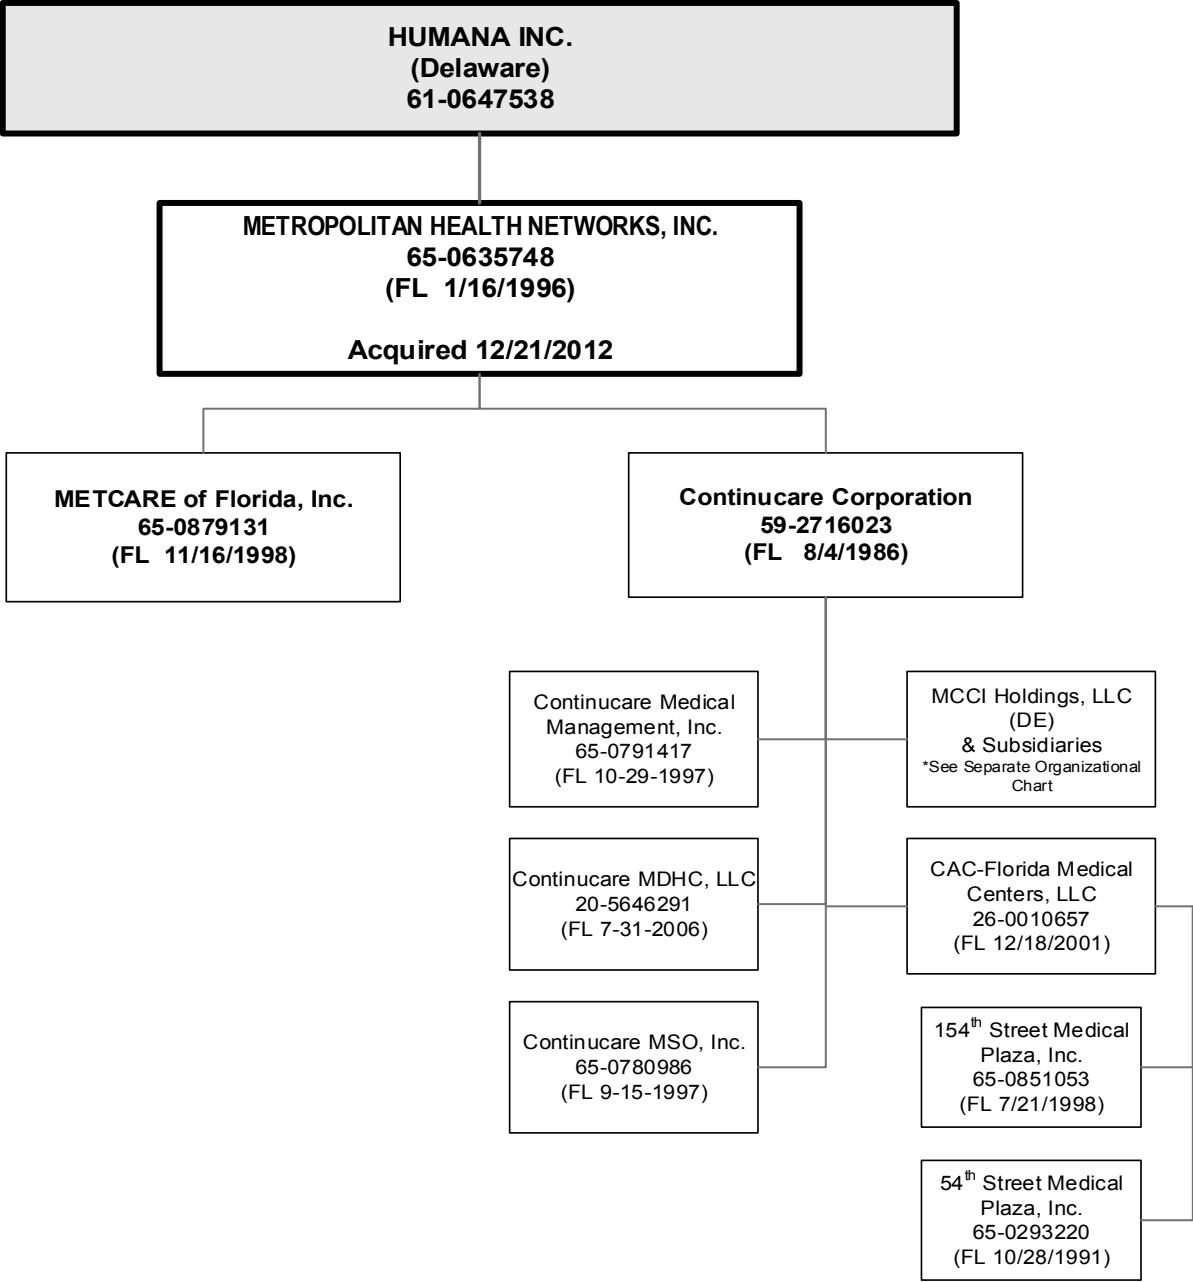 HUMANA INC.
(Delaware)
61-0647538
METROPOLITAN HEALTH NETWORKS, INC.
65-0635748
(FL  1/16/1996)
Acquired 12/21/2012
METCARE of Florida, Inc.
65-0879131
(FL  11/16/1998)
Continucare Corporation
59-2716023
(FL   8/4/1986)
Continucare Medical
Management, Inc.
65-0791417
(FL 10-29-1997)
MCCI Holdings, LLC
(DE)
& Subsidiaries
*See Separate Organizational
Chart
Continucare MDHC, LLC
20-5646291
(FL 7-31-2006)
CAC-Florida Medical
Centers, LLC
26-0010657
(FL 12/18/2001)
Continucare MSO, Inc.
65-0780986
(FL 9-15-1997)
154th Street Medical
Plaza, Inc.
65-0851053
(FL 7/21/1998)
54th Street Medical
Plaza, Inc.
65-0293220
(FL 10/28/1991)